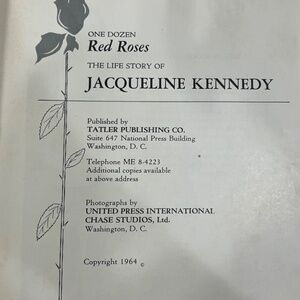 ONE DOZEN
Red Roses
THE LIFE STORY OF
JACQUELINE KENNEDY
Published by
TATLER PUBLISHING CO.
Suite 647 National Press Building
Washington, D. C.
Telephone ME 8-4223
Additional copies available
at above address
Photographs by
UNITED PRESS INTERNATIONAL
CHASE STUDIOS, Ltd.
Washington, D. C.
Copyright 1964 ©